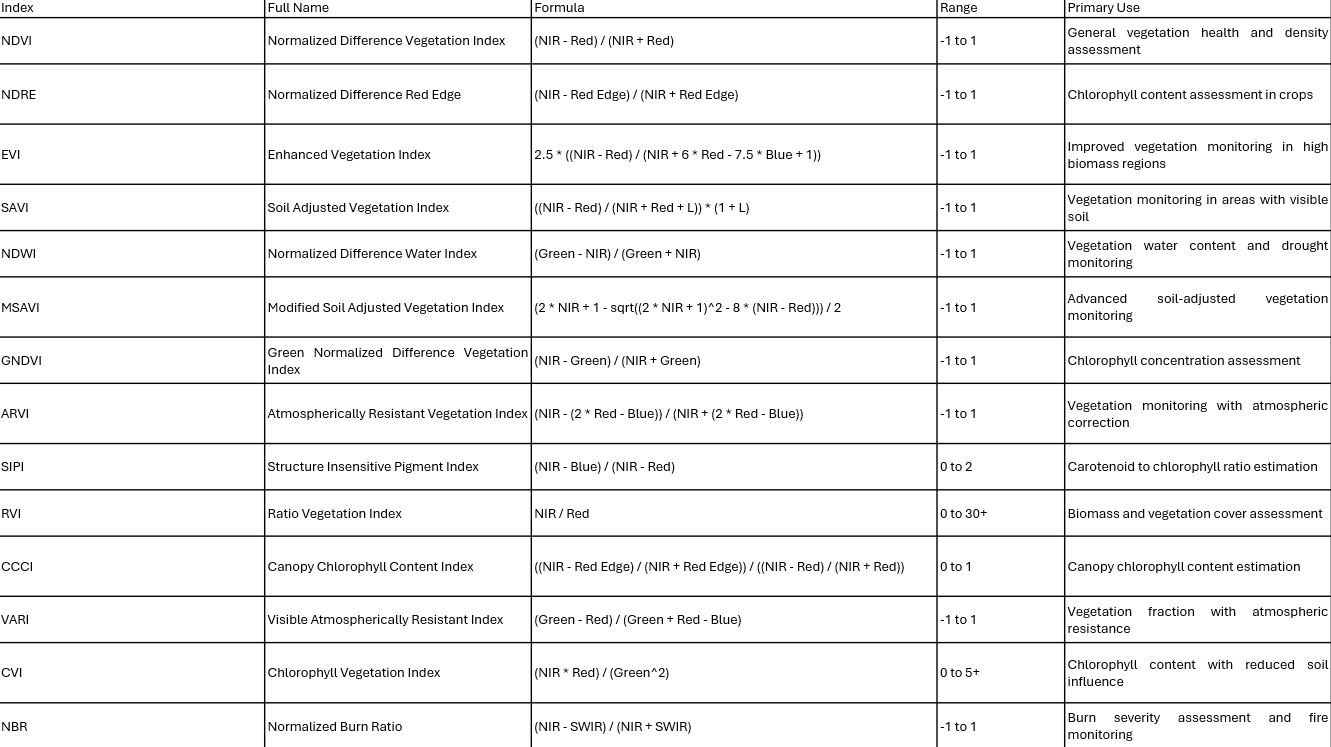 Index Full Name Formula Range Primary Use
NDVI Normalized Difference Vegetation Index (NIR - Red) / (NIR + Red) -1 to 1 General vegetation health and density
assessment
NDRE Normalized Difference Red Edge (NIR - Red Edge) / (NIR + Red Edge) -1 to 1 Chlorophyll content assessment in crops
EVI Enhanced Vegetation Index 2.5 * ((NIR - Red) / (NIR + 6 * Red - 7.5 * Blue + 1)) -1 to 1 Improved vegetation monitoring in high
biomass regions
SAVI Soil Adjusted Vegetation Index ((NIR - Red) / (NIR + Red + L)) * (1 + L) -1 to 1 Vegetation monitoring in areas with visible
soil
NDWI Normalized Difference Water Index (Green - NIR) / (Green + NIR) -1 to 1 Vegetation water content and drought
monitoring
MSAVI Modified Soil Adjusted Vegetation Index (2 * NIR + 1 - sqrt((2 * NIR + 1)^2 - 8 * (NIR - Red))) / 2 -1 to 1 Advanced soil-adjusted vegetation
monitoring
GNDVI Green Normalized Difference Vegetation
Index (NIR - Green) / (NIR + Green) -1 to 1 Chlorophyll concentration assessment
ARVI Atmospherically Resistant Vegetation Index (NIR - (2 * Red - Blue)) / (NIR + (2 * Red - Blue)) -1 to 1 Vegetation monitoring with atmospheric
correction
SIPI Structure Insensitive Pigment Index (NIR - Blue) / (NIR - Red) 0 to 2 Carotenoid to chlorophyll ratio estimation
RVI Ratio Vegetation Index NIR / Red 0 to 30+ Biomass and vegetation cover assessment
CCCI Canopy Chlorophyll Content Index ((NIR - Red Edge) / (NIR + Red Edge)) / ((NIR - Red) / (NIR + Red)) 0 to 1 Canopy chlorophyll content estimation
VARI Visible Atmospherically Resistant Index (Green - Red) / (Green + Red - Blue) -1 to 1 Vegetation fraction with atmospheric
resistance
CVI Chlorophyll Vegetation Index (NIR * Red) / (Green^2) 0 to 5+ Chlorophyll content with reduced soil
influence
NBR Normalized Burn Ratio (NIR - SWIR) / (NIR + SWIR) -1 to 1 Burn severity assessment and fire
monitoring